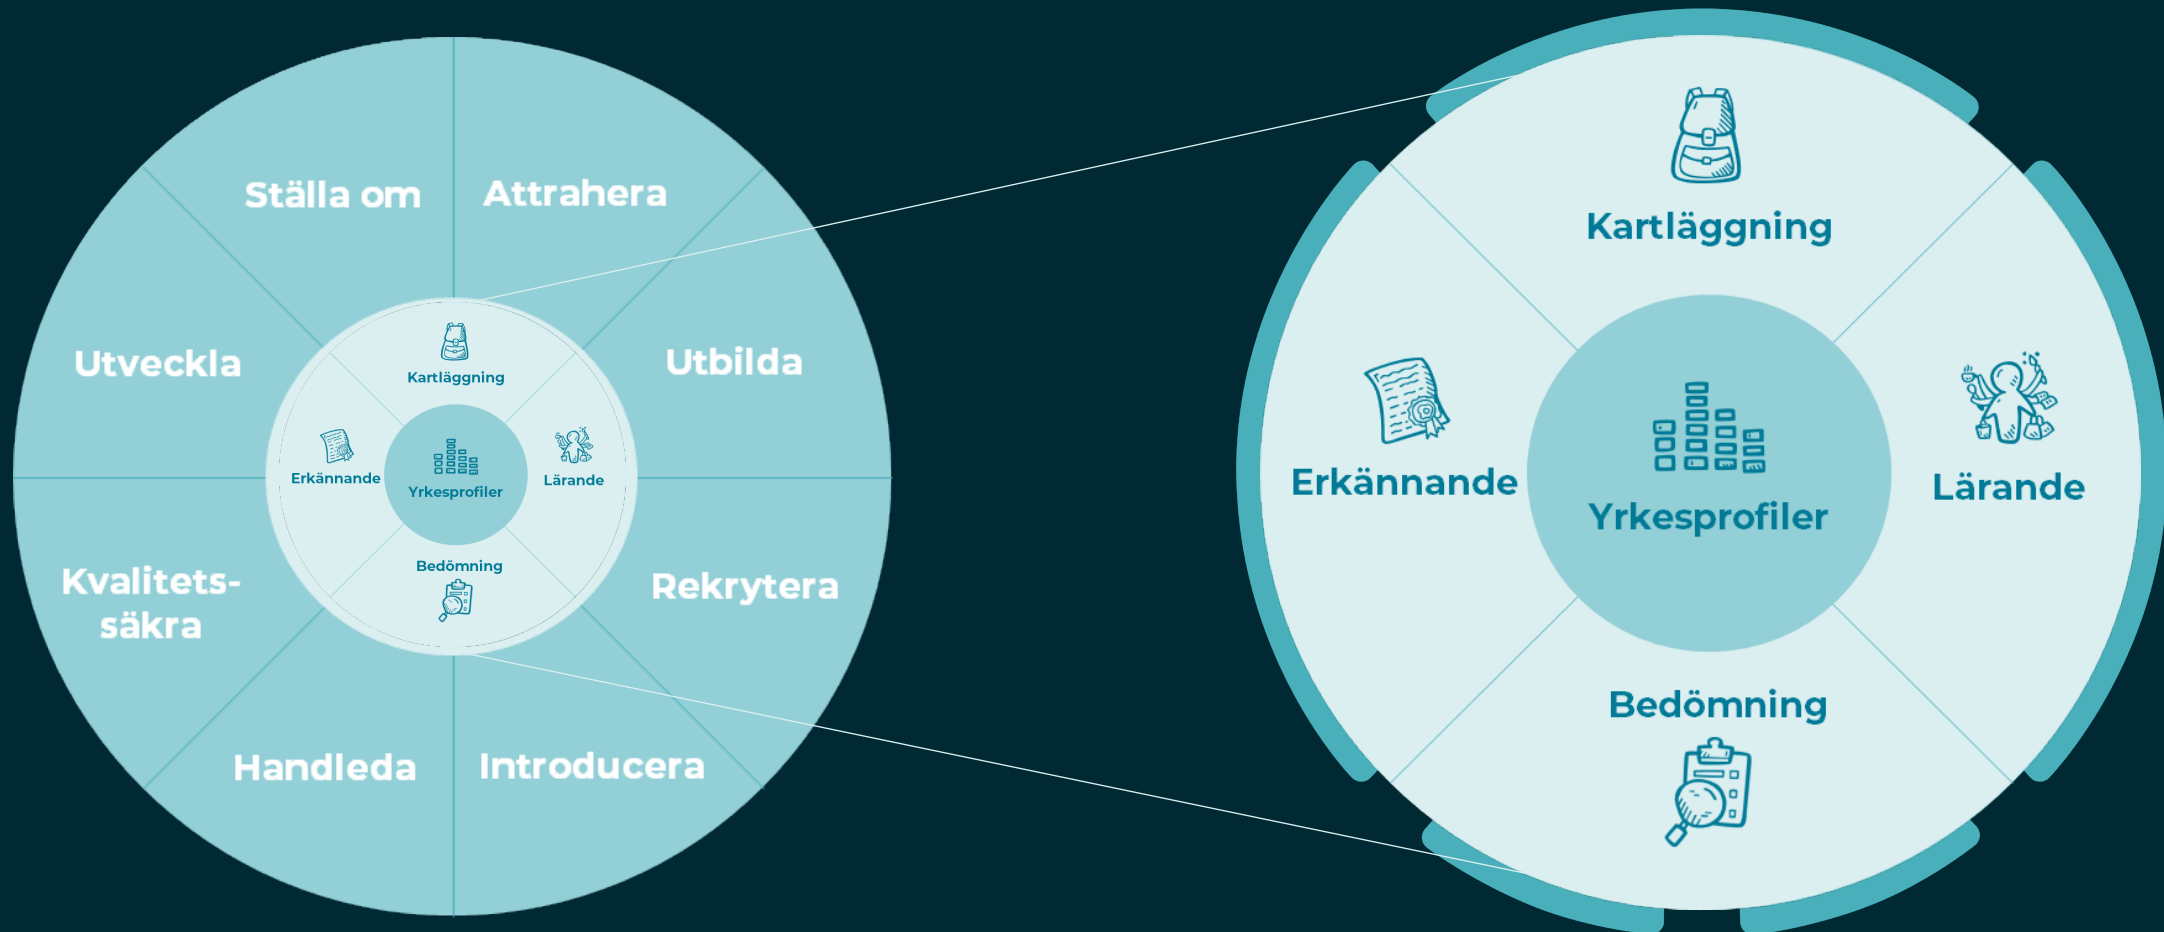 Ställa om
Attrahera
Utveckla
Utbilda
Kvalitets-
säkra
Rekrytera
Handleda
Introducera
Kartläggning
Erkännande
Yrkesprofiler
Lärande
Bedömning
Kartläggning
Erkännande
Yrkesprofiler
Lärande
Bedömning